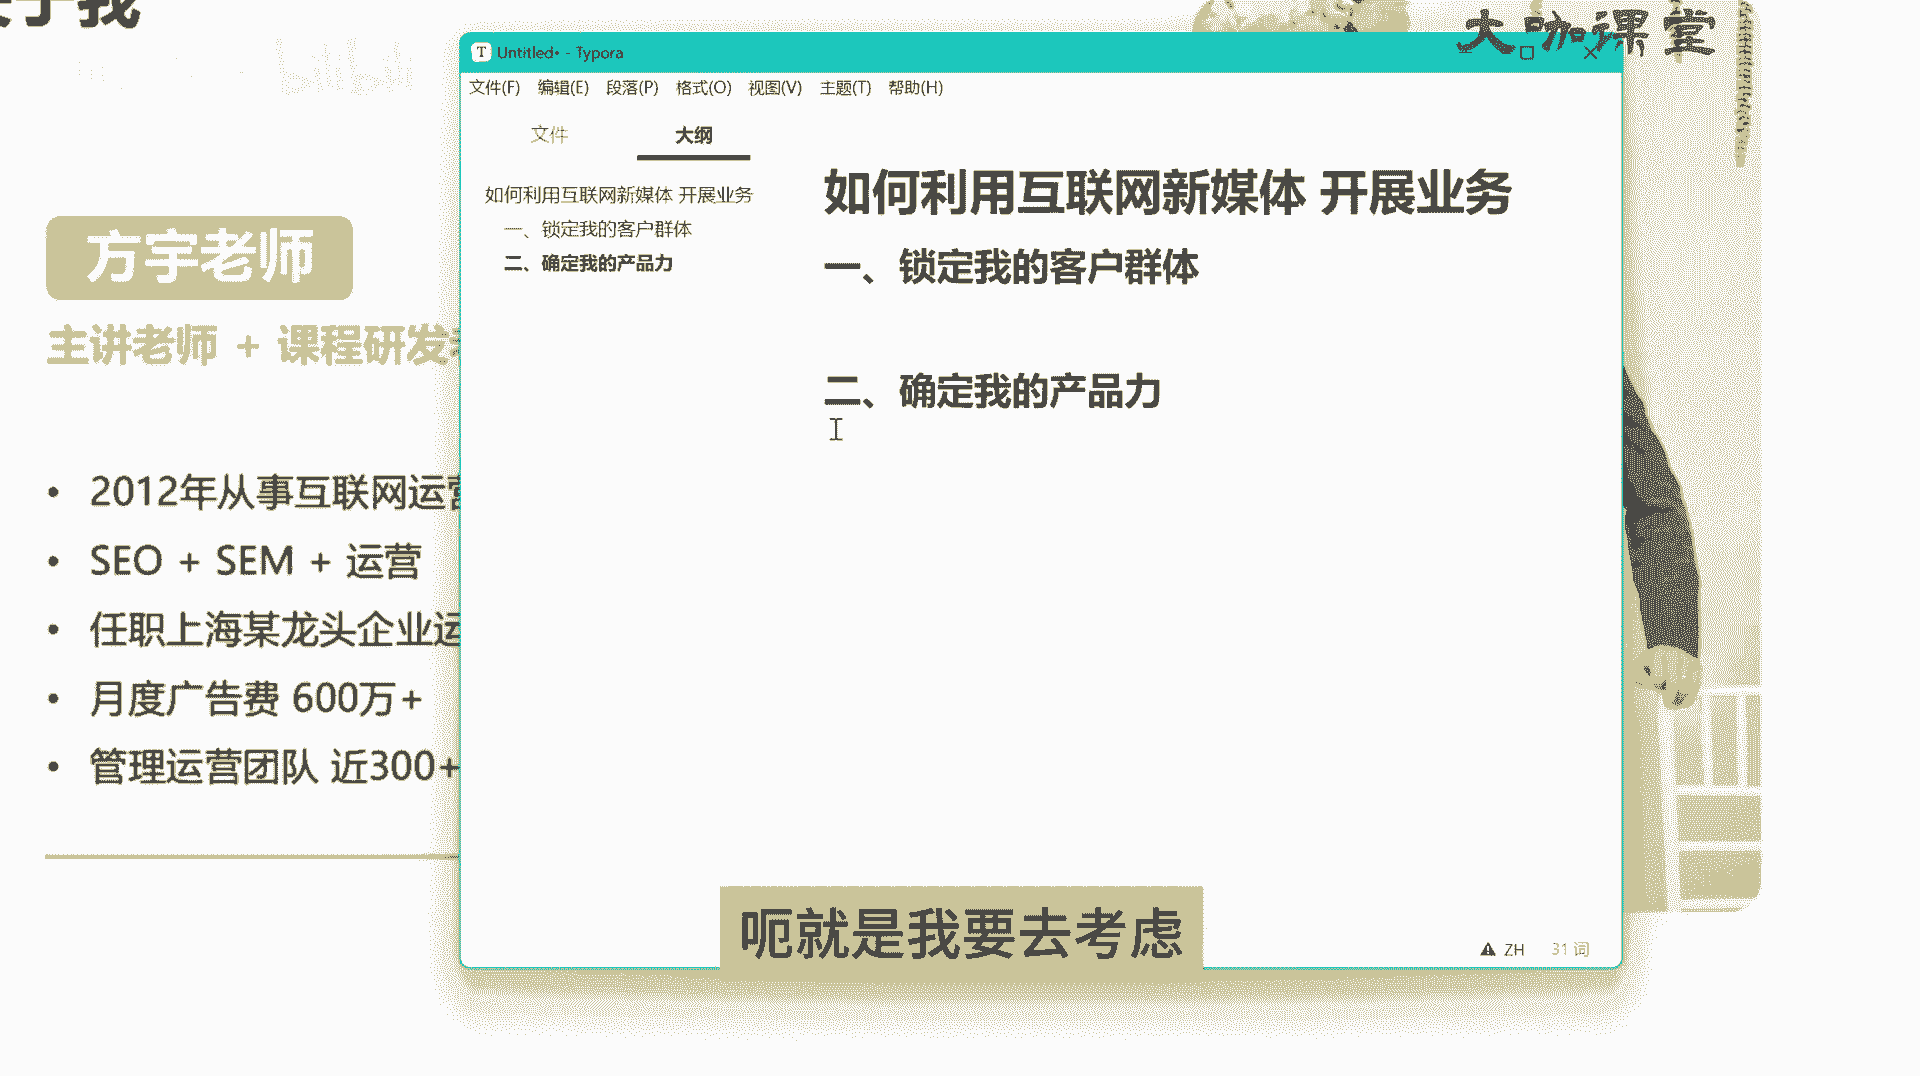 于我
bilibili
大咖课堂
方宇老师
主讲老师 + 课程研发
2012年从事互联网运营
SEO + SEM + 运营
任职上海某龙头企业运
月度广告费 600万+
管理运营团队 近300+
T Untitled• - Typora
文件(F) 编辑(E) 段落(P) 格式(O) 视图(V) 主题(T) 帮助(H)
文件 大纲
如何利用互联网新媒体 开展业务
一、锁定我的客户群体
二、确定我的产品力
如何利用互联网新媒体 开展业务
一、锁定我的客户群体
二、确定我的产品力
呃就是我要去考虑
ZH 31 词